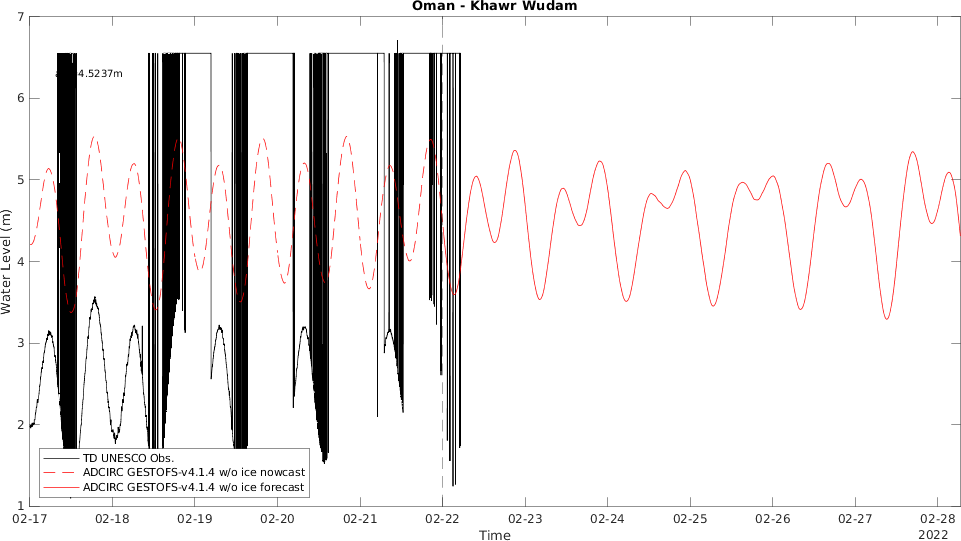 Oman - Khawr Wudam
7
6
5
4
3
2
1
Water Level (m)
4.5237m
TD UNESCO Obs.
ADCIRC GESTOFS-v4.1.4 w/o ice nowcast
ADCIRC GESTOFS-v4.1.4 w/o ice forecast
02-17 02-18 02-19 02-20 02-21 02-22 02-23 02-24 02-25 02-26 02-27 02-28
Time
2022